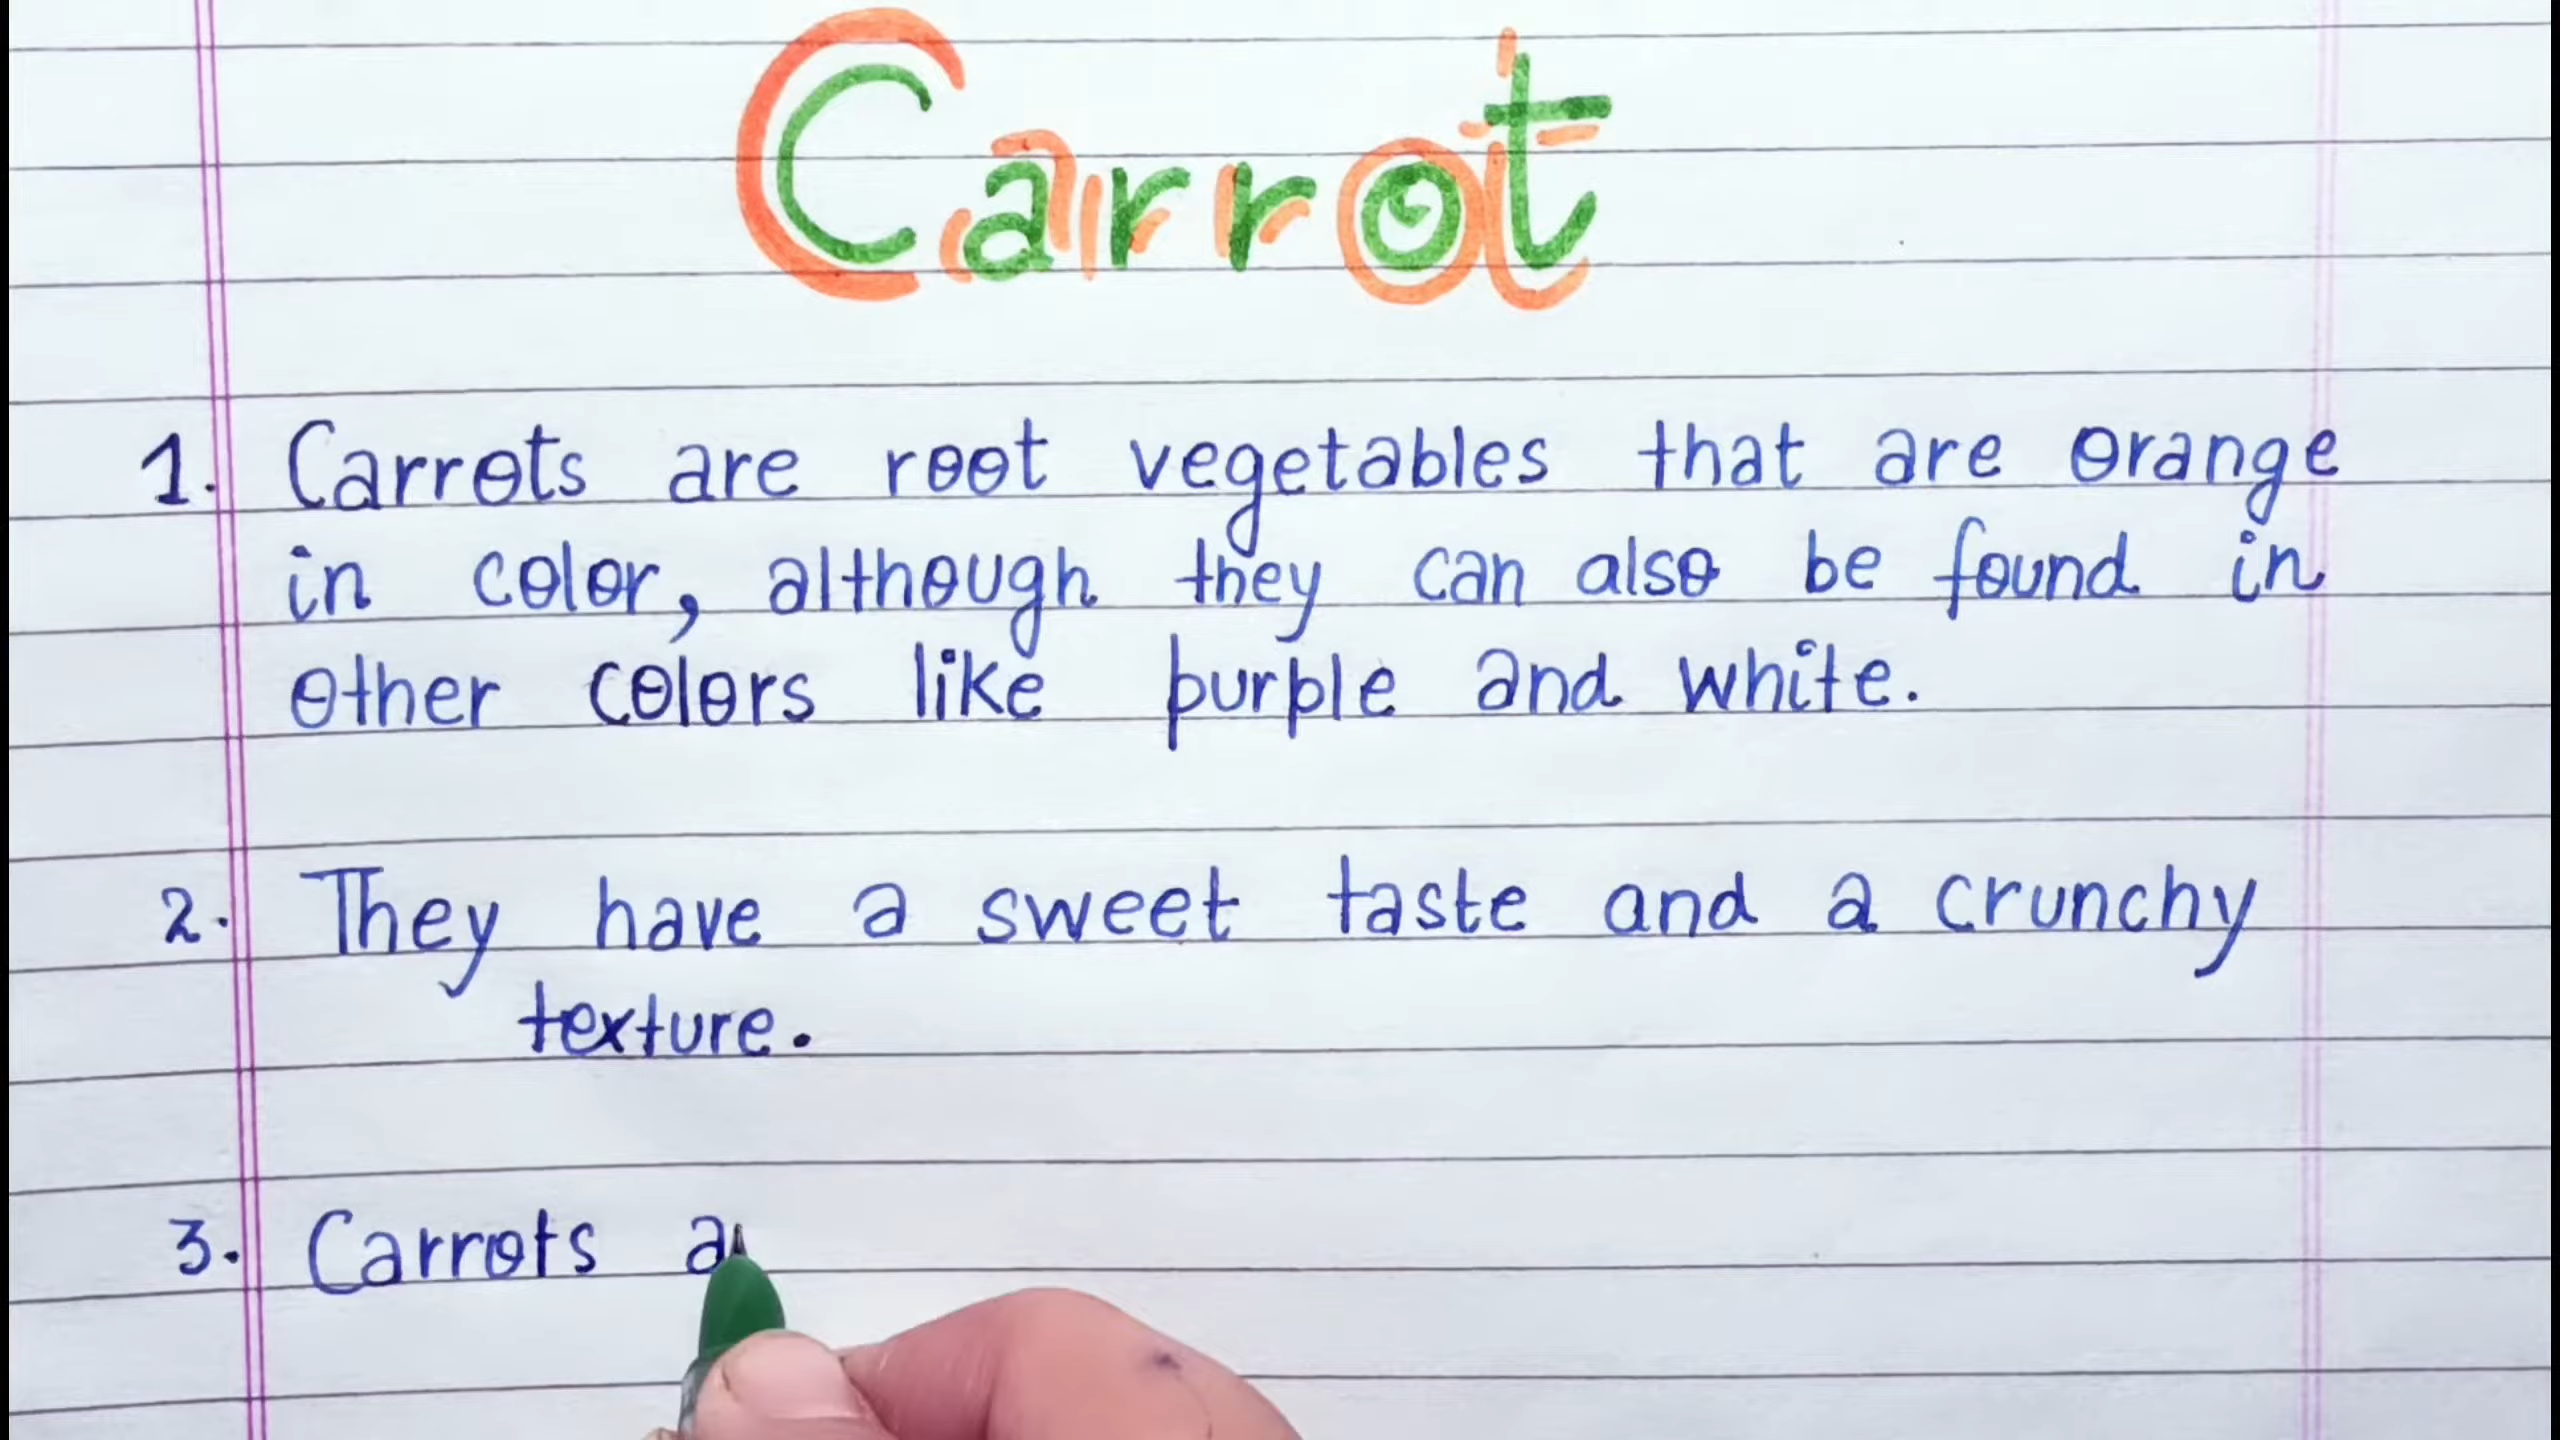 Carrot
1. Carrots are root vegetables that are orange
in color, although they can also be found in
other colors like purple and white.
2. They have a sweet taste and a crunchy
texture.
3. Carrots a